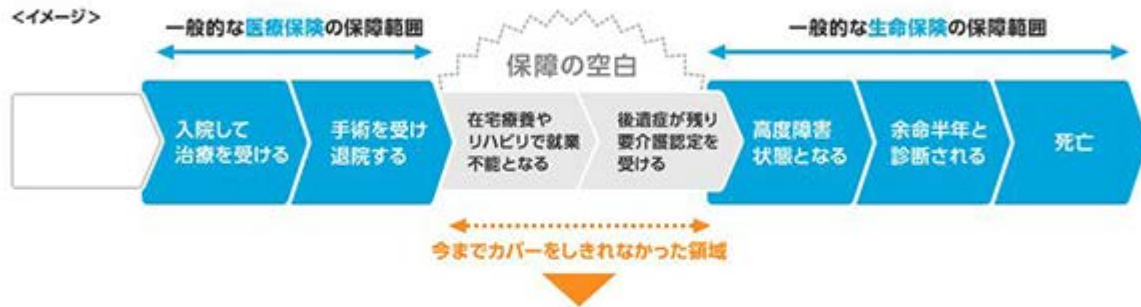 <イメージ>
一般的な医療保険の保障範囲
一般的な生命保険の保障範囲
保障の空白
入院して
治療を受ける
手術を受け
退院する
在宅療養や
リハビリで就業
不能となる
後遺症が残り
要介護認定を
受ける
高度障害
状態となる
余命半年と
診断される
死亡
今までカバーをしきれなかった領域